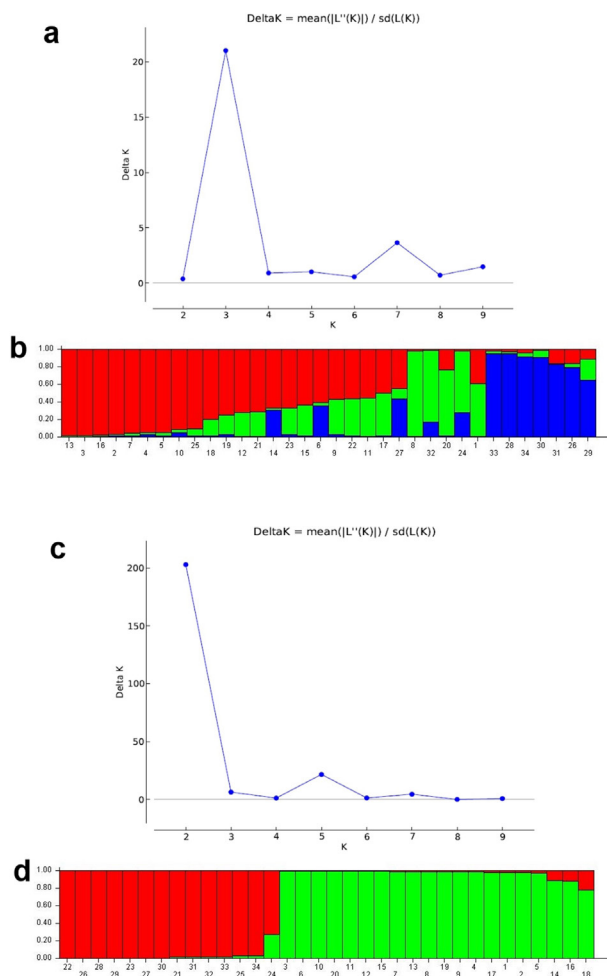 a
DeltaK = mean(|L''(K)|) / sd(L(K))
Delta K
20
15
10
5
0
2 3 4 5 6 7 8 9
K
b
1.00
0.80
0.60
0.40
0.20
0.00
13 16 7 5 25 19 21 23 6 22 17 8 20 1 28 30 26
3 2 4 10 18 12 14 15 9 11 27 32 24 33 34 31 29
c
DeltaK = mean(|L''(K)|) / sd(L(K))
Delta K
200
150
100
50
0
2 3 4 5 6 7 8 9
K
d
1.00
0.80
0.60
0.40
0.20
0.00
22 28 23 30 31 33 34 3 10 11 15 13 19 4 1 5 16
26 29 27 21 32 25 24 6 20 12 7 8 9 17 2 14 18